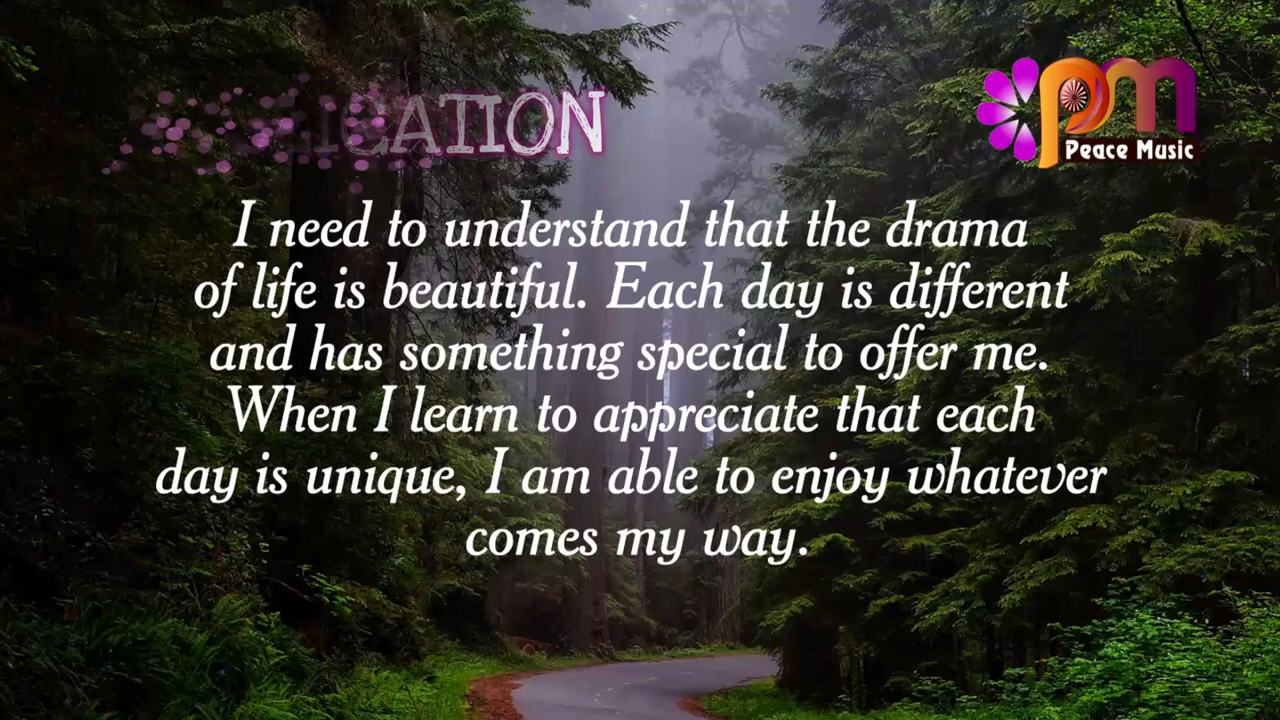 pm
Peace Music
I need to understand that the drama
of life is beautiful. Each day is different
and has something special to offer me.
When I learn to appreciate that each
day is unique, I am able to enjoy whatever
comes my way.